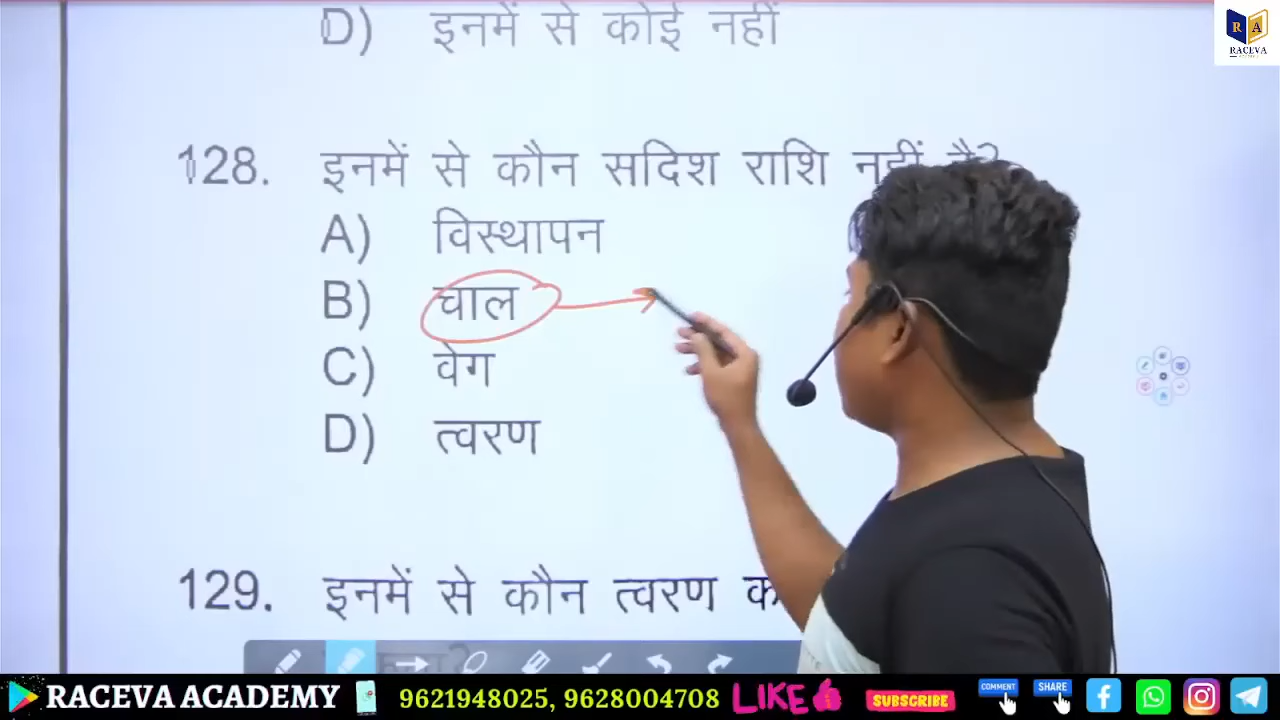 D) इनमें से कोई नहीं
RA
RACEVA
128. इनमें से कौन सदिश राशि नहीं है?
A) विस्थापन
B) चाल
C) वेग
D) त्वरण
129. इनमें से कौन त्वरण
RACEVA ACADEMY 9621948025, 9628004708 LIKE SUBSCRIBE COMMENT SHARE